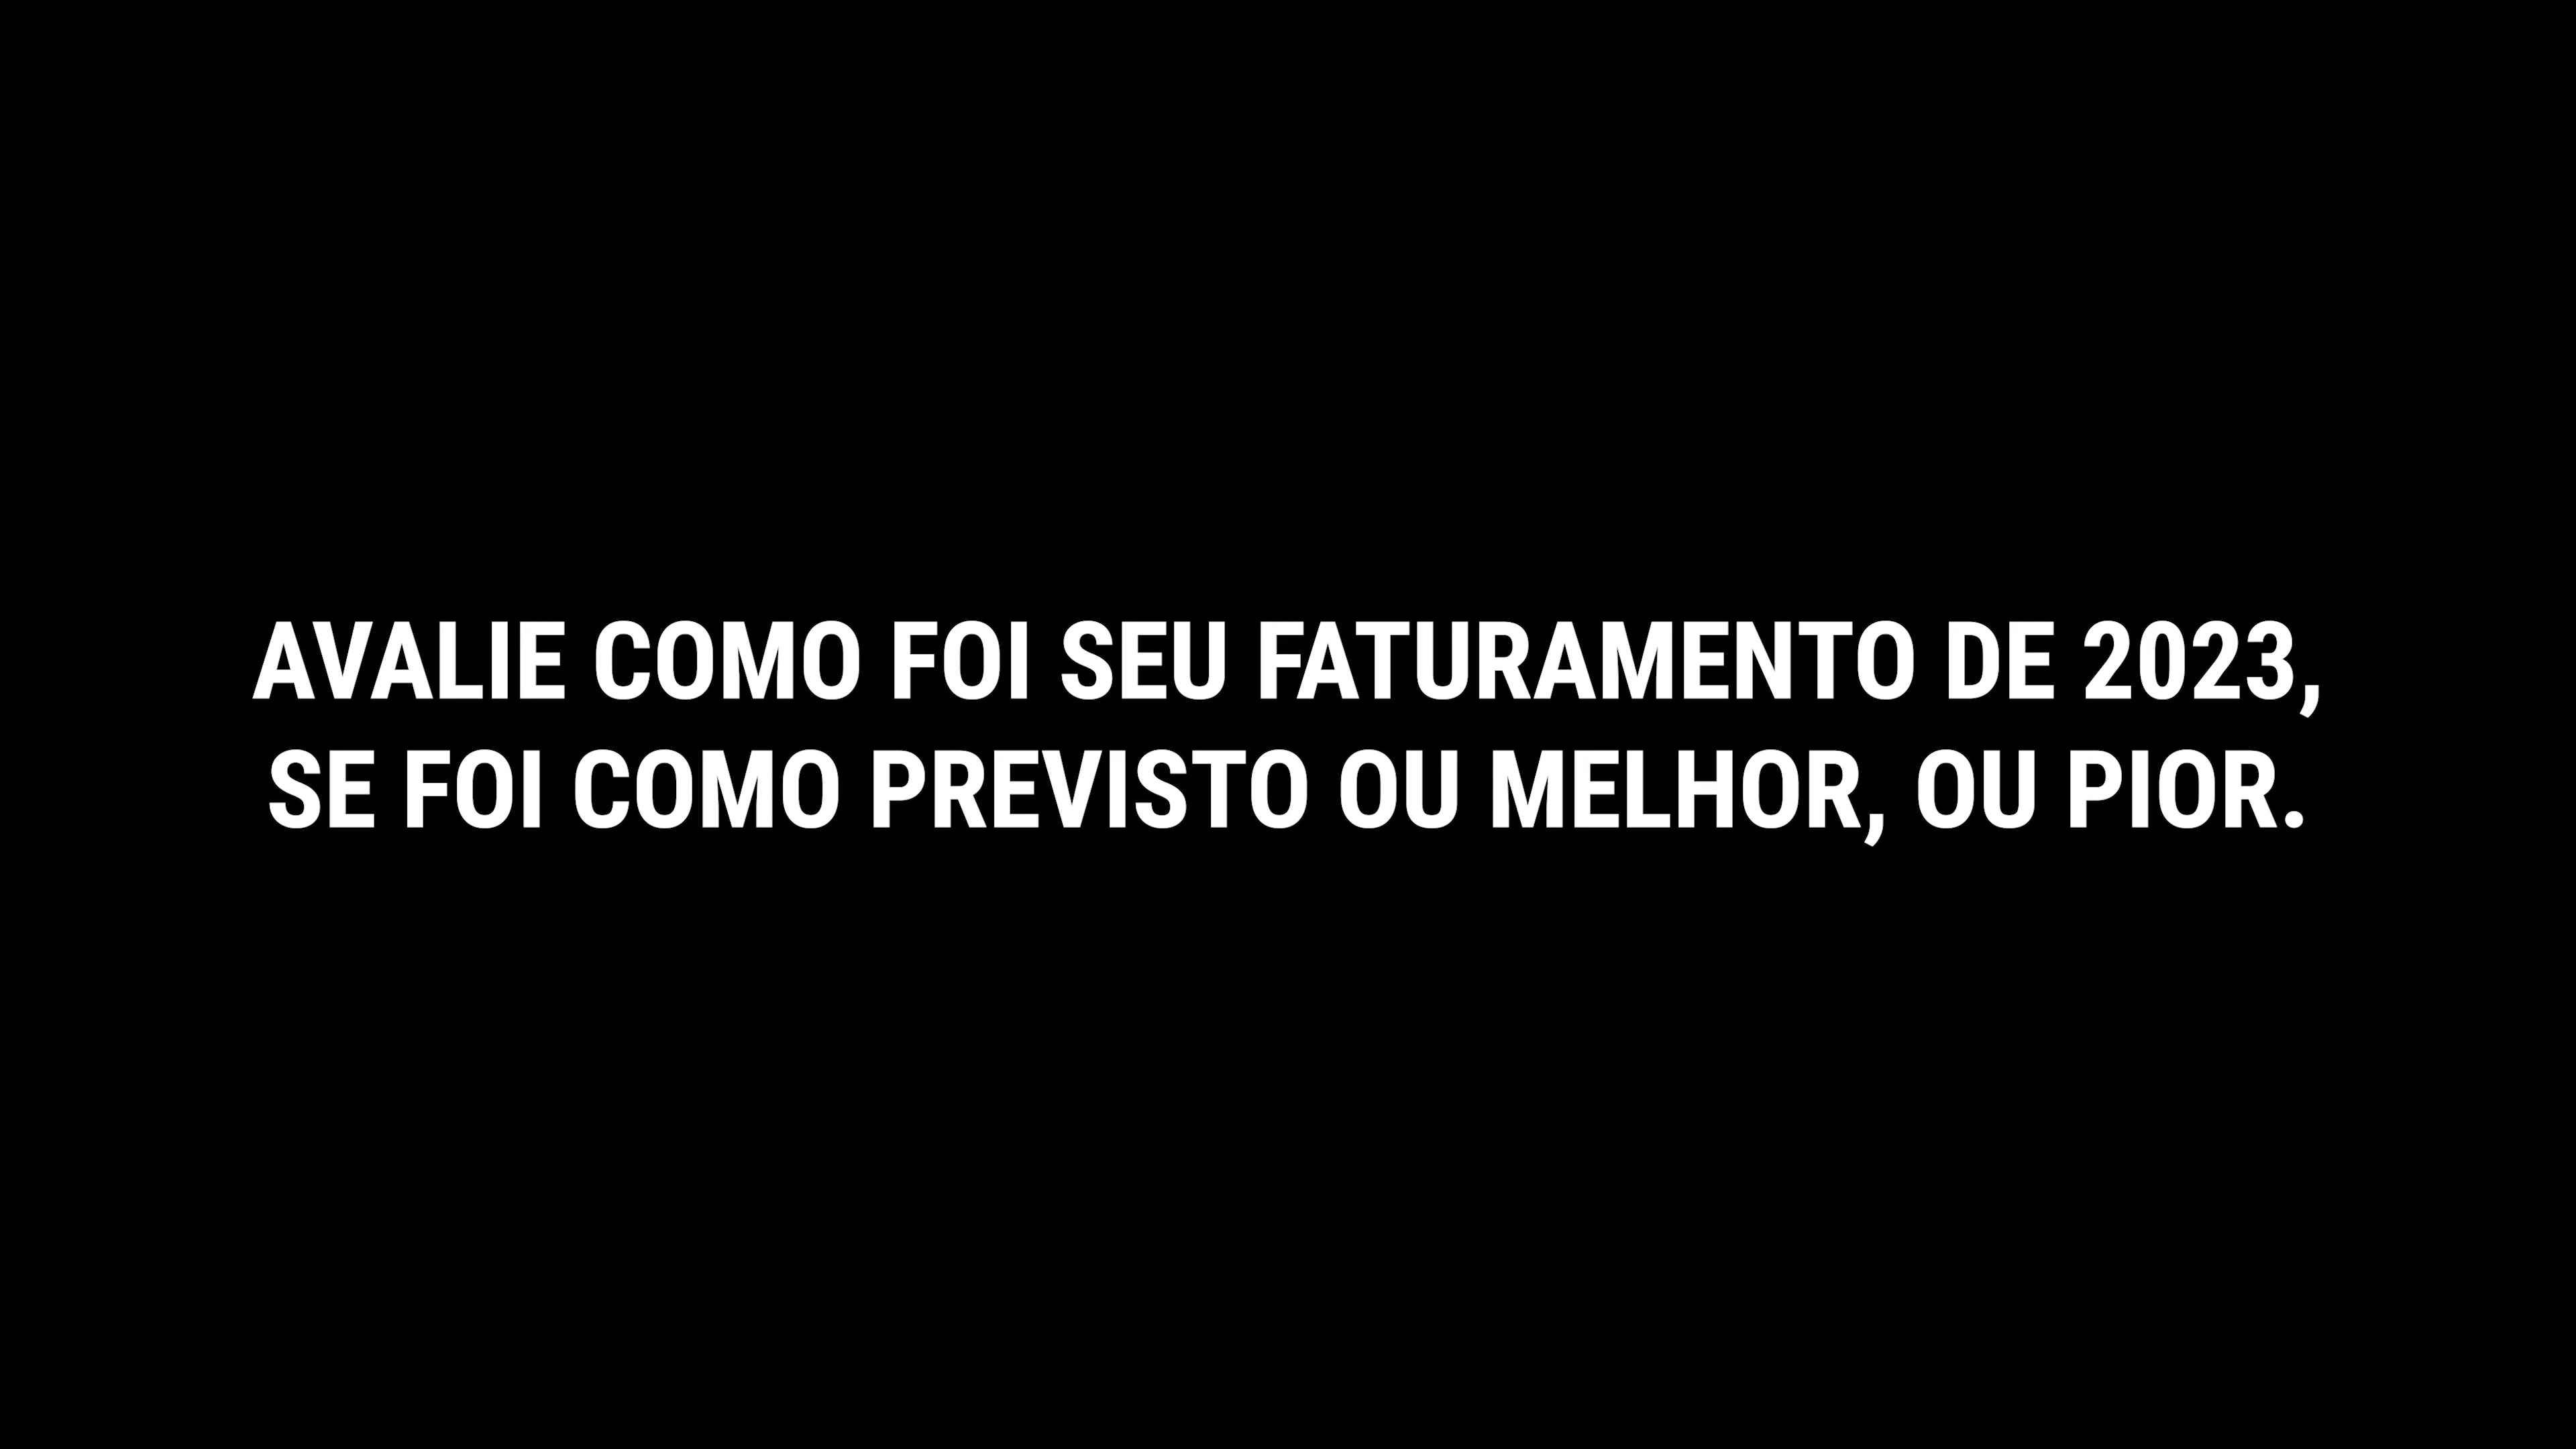 AVALIE COMO FOI SEU FATURAMENTO DE 2023,
SE FOI COMO PREVISTO OU MELHOR, OU PIOR.